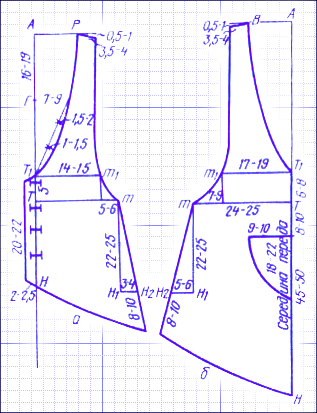 А
Р
0,5-1
3,5-4
16-19
Г
7-9
1,5-2
1-1,5
Т₁
14-15
т₁
5
Т
5-6
т
20-22
22-25
Н
3-4
Н₁
Н₂
2-2,5
8-10
а
А
0,5-1
В
3,5-4
17-19
Т₁
т₁
6-8
7-9
24-25
т
Т
8-10
9-10
22-25
18-22
Середина переда
45-50
5-6
Н₂
Н₁
8-10
б
Н